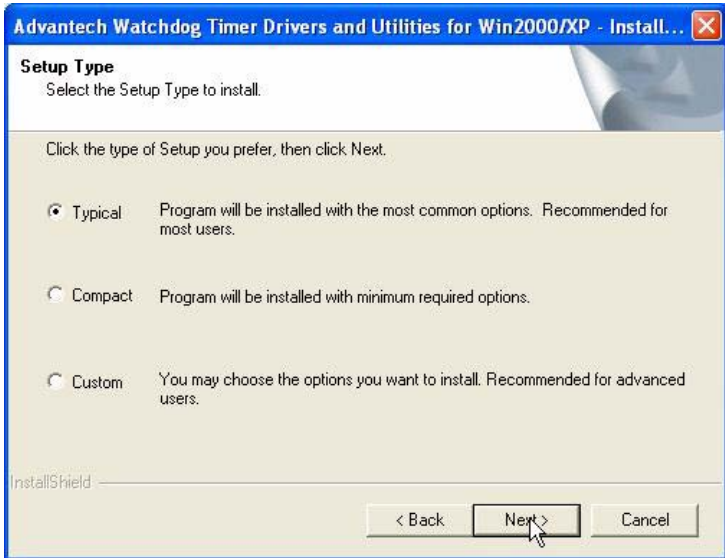 Advantech Watchdog Timer Drivers and Utilities for Win2000/XP - Install...
Setup Type
Select the Setup Type to install.
Click the type of Setup you prefer, then click Next.
Typical
Program will be installed with the most common options. Recommended for
most users.
Compact
Program will be installed with minimum required options.
Custom
You may choose the options you want to install. Recommended for advanced
users.
InstallShield
< Back
Next >
Cancel